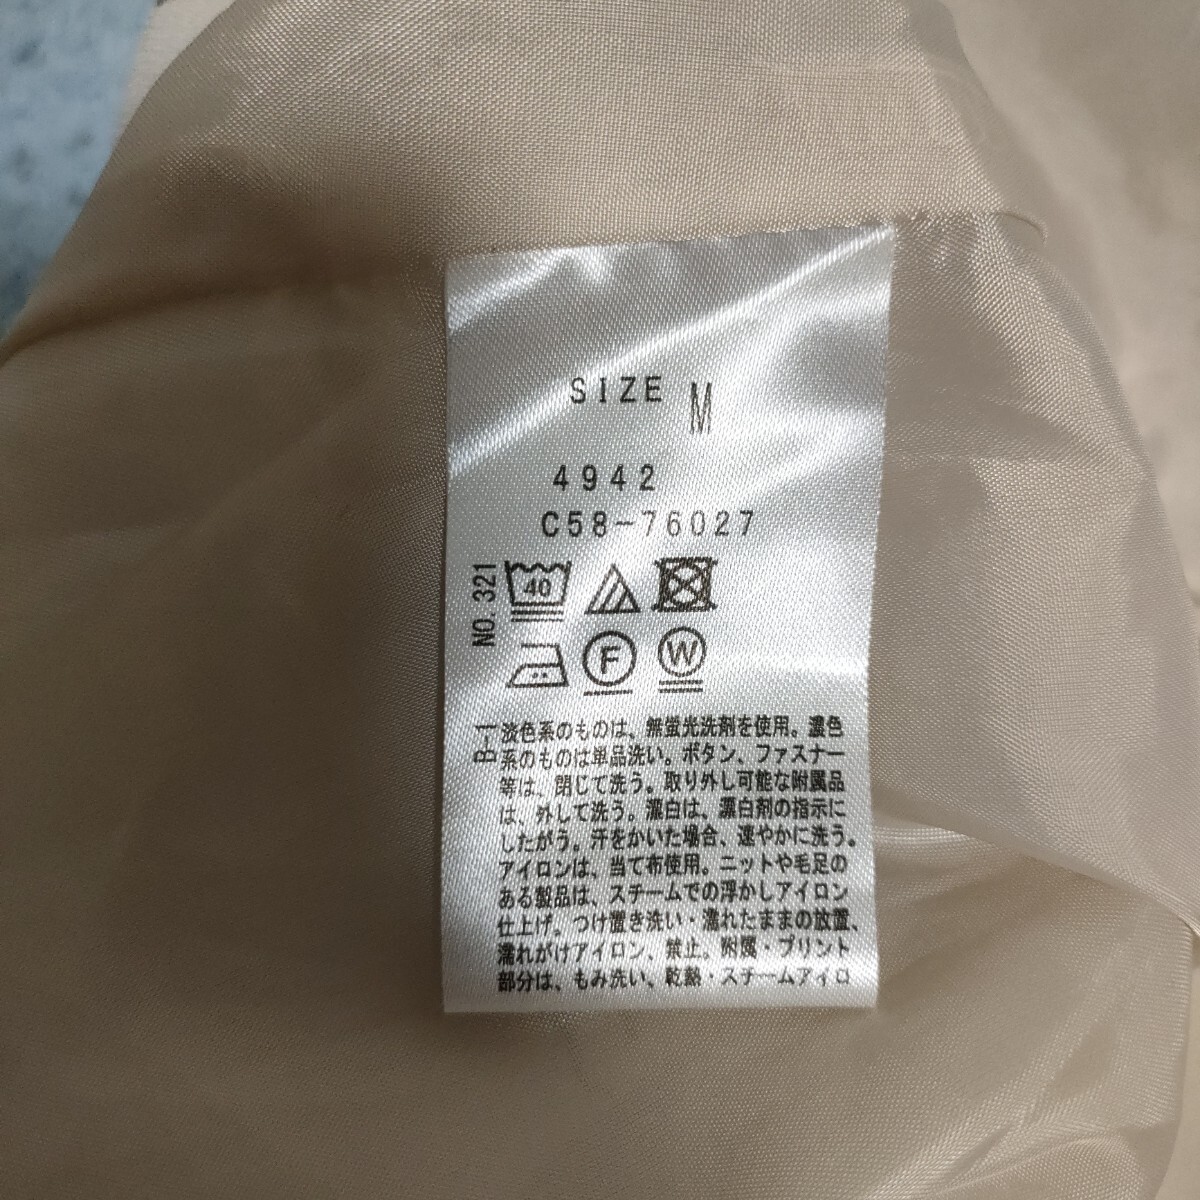 SIZE M
4942
C58-76027
NO.321
40
F
W
B-1
淡色系のものは、無蛍光洗剤を使用。濃色
系のものは単品洗い。ボタン、ファスナー
等は、閉じて洗う。取り外し可能な附属品
は、外して洗う。漂白は、漂白剤の指示に
したがう。汗をかいた場合、速やかに洗う。
アイロンは、当て布使用。ニットや毛足の
ある製品は、スチームでの浮かしアイロン
仕上げ。つけ置き洗い・濡れたままの放置、
濡れがけアイロン、禁止。附属・プリント
部分は、もみ洗い、乾熱・スチームアイロ